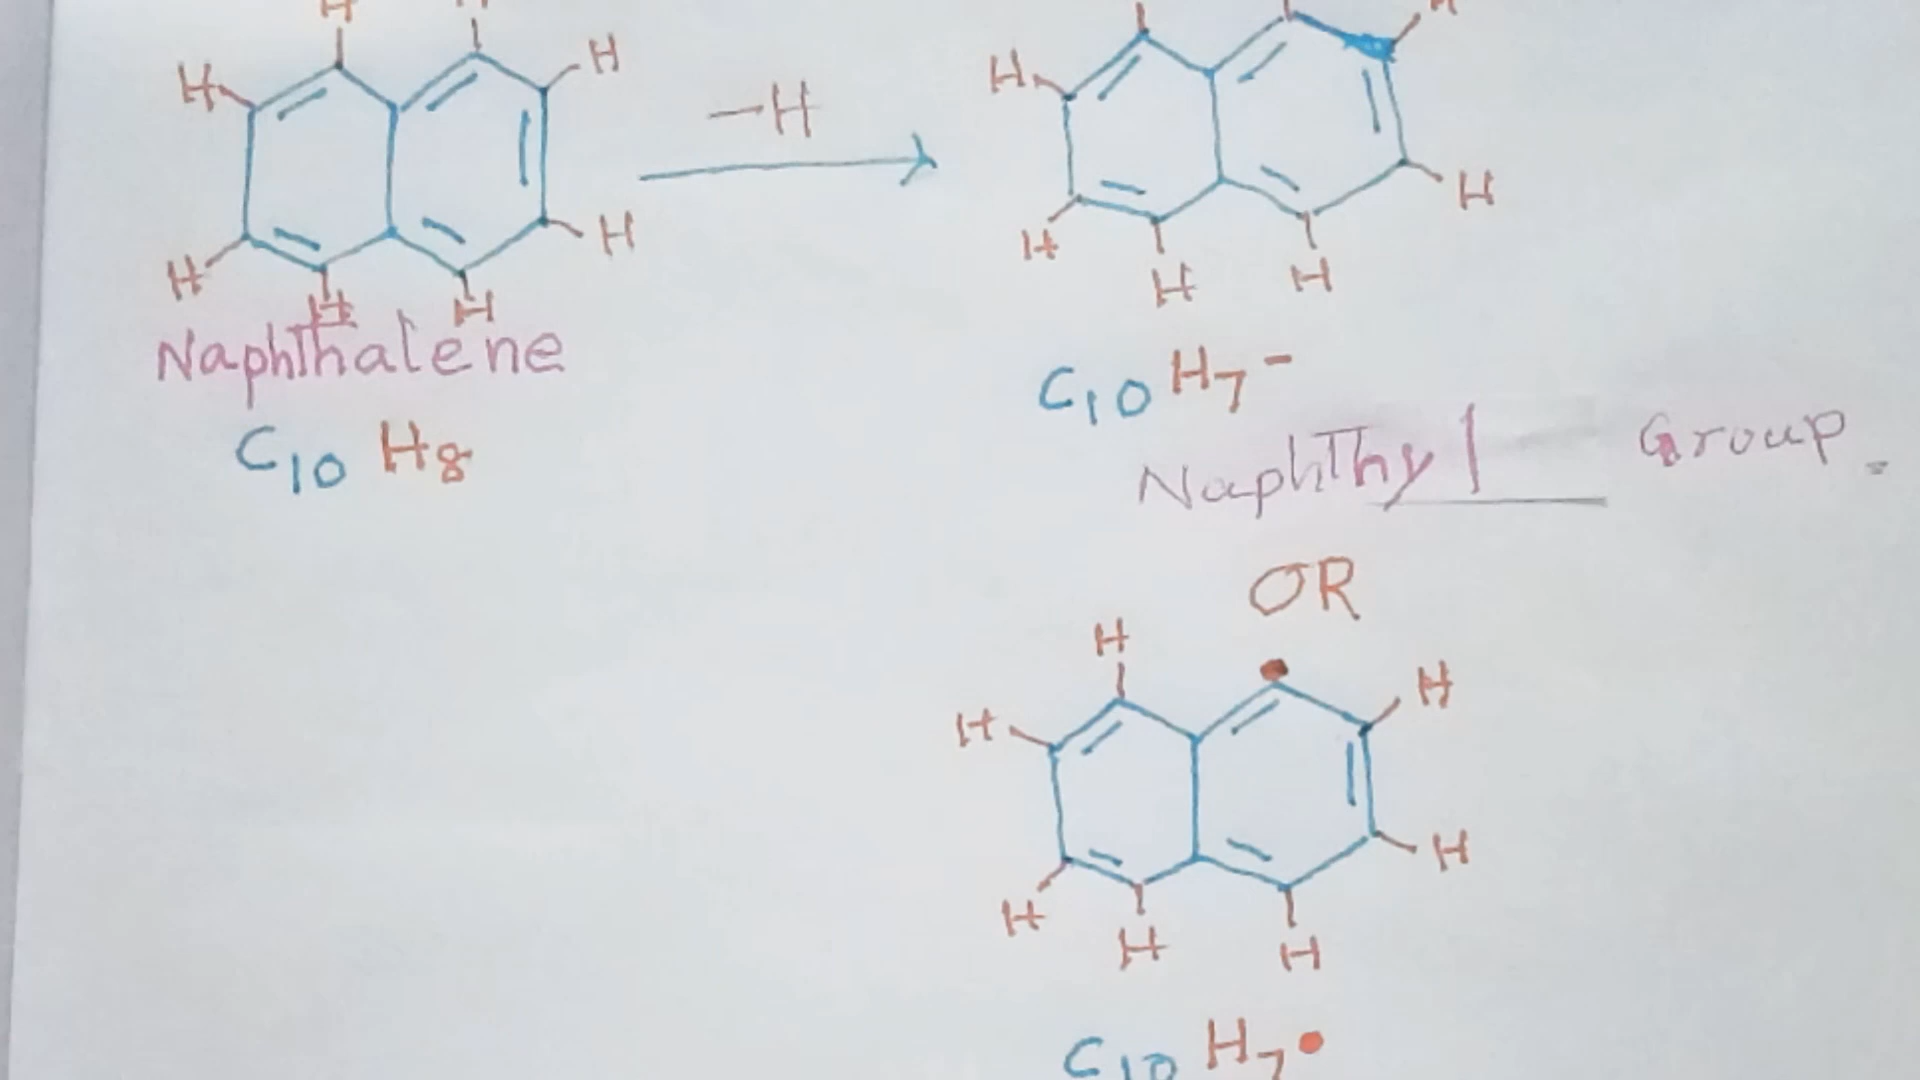 H H
H H H H
—H
H H H H
H H H H
Naphthalene
C10 H7 -
C10 H8
Naphthyl Group.
OR
H H
H
H H
H H
C10 H7•